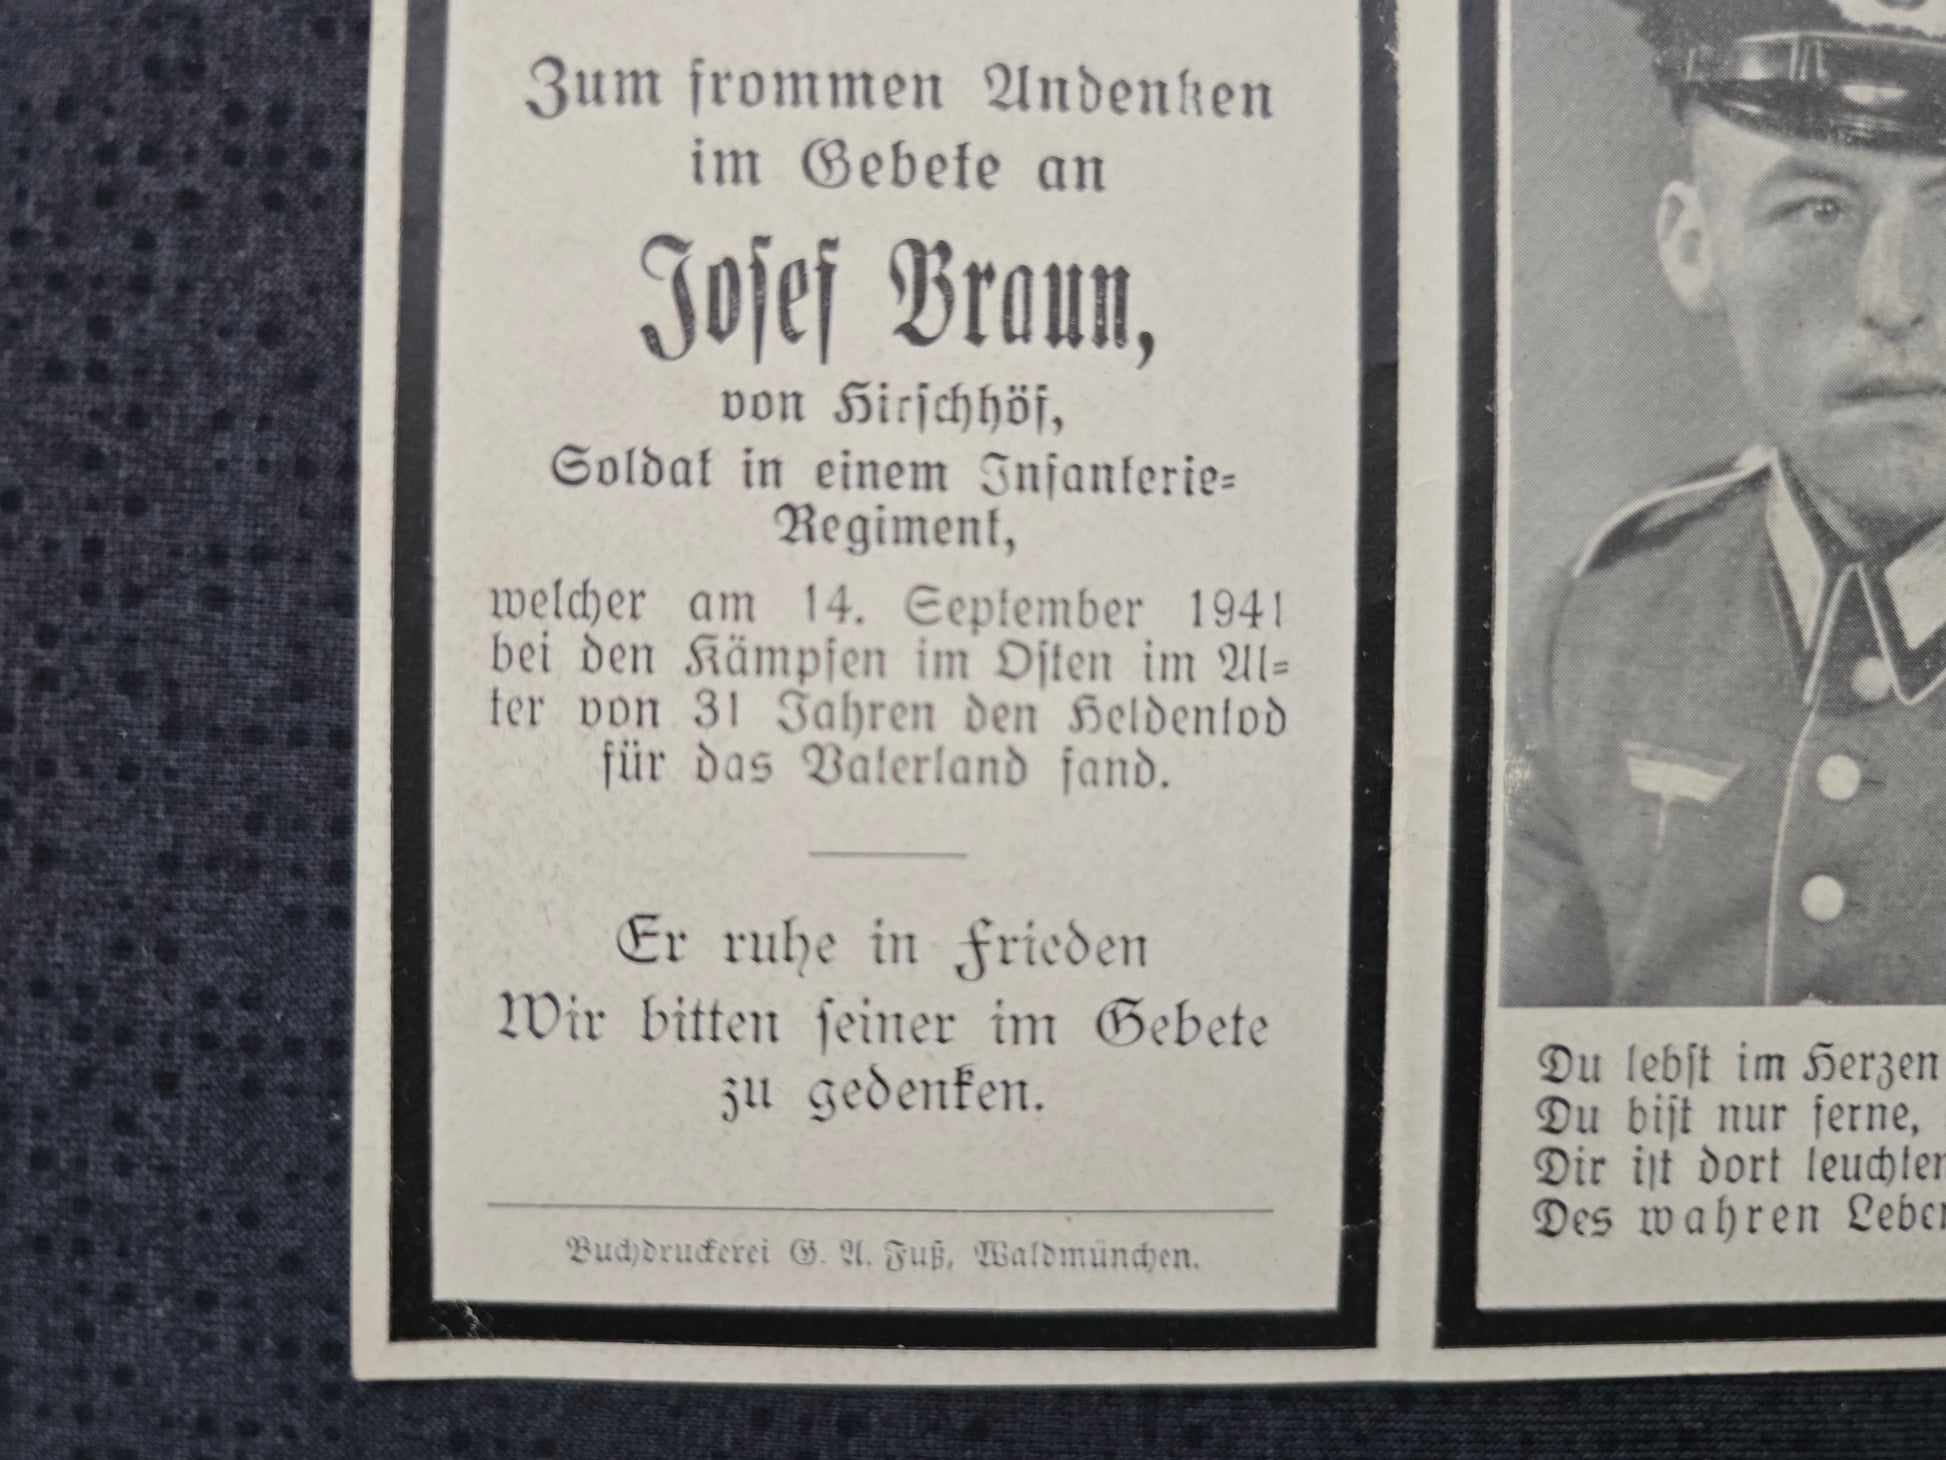 Zum frommen Andenken
im Gebete an
Josef Braun,
von Hirschhöf,
Soldat in einem Infanterie-
Regiment,
welcher am 14. September 1941
bei den Kämpfen im Osten im Al-
ter von 31 Jahren den Heldentod
für das Vaterland fand.
Er ruhe in Frieden
Wir bitten seiner im Gebete
zu gedenken.
Buchdruckerei G. A. Fuß, Waldmünchen.
Du lebst im Herzen
Du bist nur ferne,
Dir ist dort
Des wahren